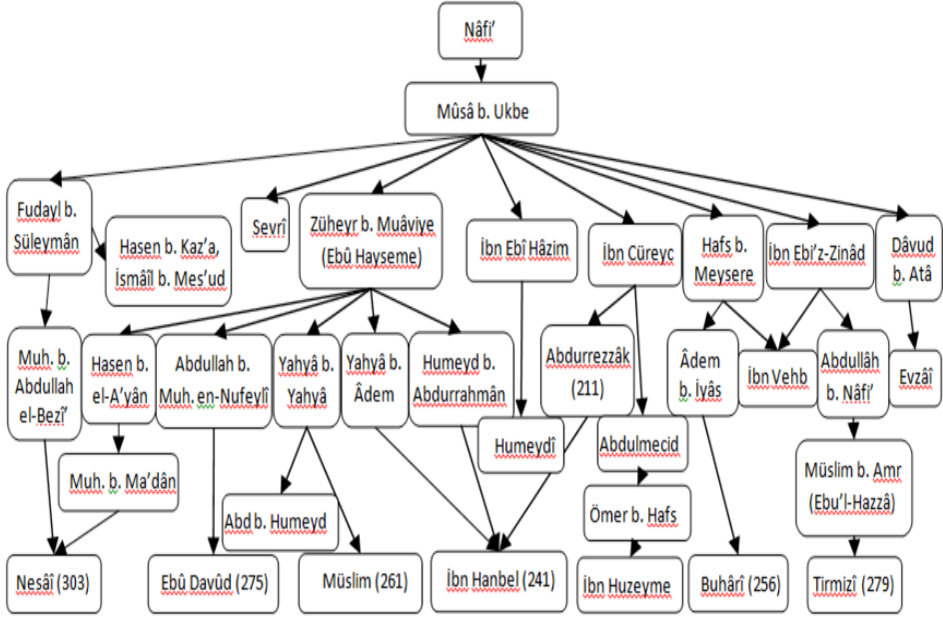 Nâfi’
Mûsâ b. Ukbe
Fudayl b.
Süleymân
Hasen b. Kaz’a,
İsmâîl b. Mes’ud
Sevrî
Züheyr b. Muâviye
(Ebû Hayseme)
İbn Ebî Hâzim
İbn Cüreyc
Hafs b.
Meysere
İbn Ebi’z-Zinâd
Dâvud
b. Atâ
Muh. b.
Abdullah
el-Bezî’
Hasen b.
el-A’yân
Abdullah b.
Muh. en-Nufeylî
Yahyâ b.
Yahyâ
Yahyâ b.
Âdem
Humeyd b.
Abdurrahmân
Abdurrezzâk
(211)
Âdem
b. İyâs
İbn Vehb
Abdullâh
b. Nâfi’
Evzâî
Humeydî
Abdulmecid
Muh. b. Ma’dân
Müslim b. Amr
(Ebu’l-Hazzâ)
Abd b. Humeyd
Ömer b. Hafs
Nesâî (303)
Ebû Davûd (275)
Müslim (261)
İbn Hanbel (241)
İbn Huzeyme
Buhârî (256)
Tirmizî (279)